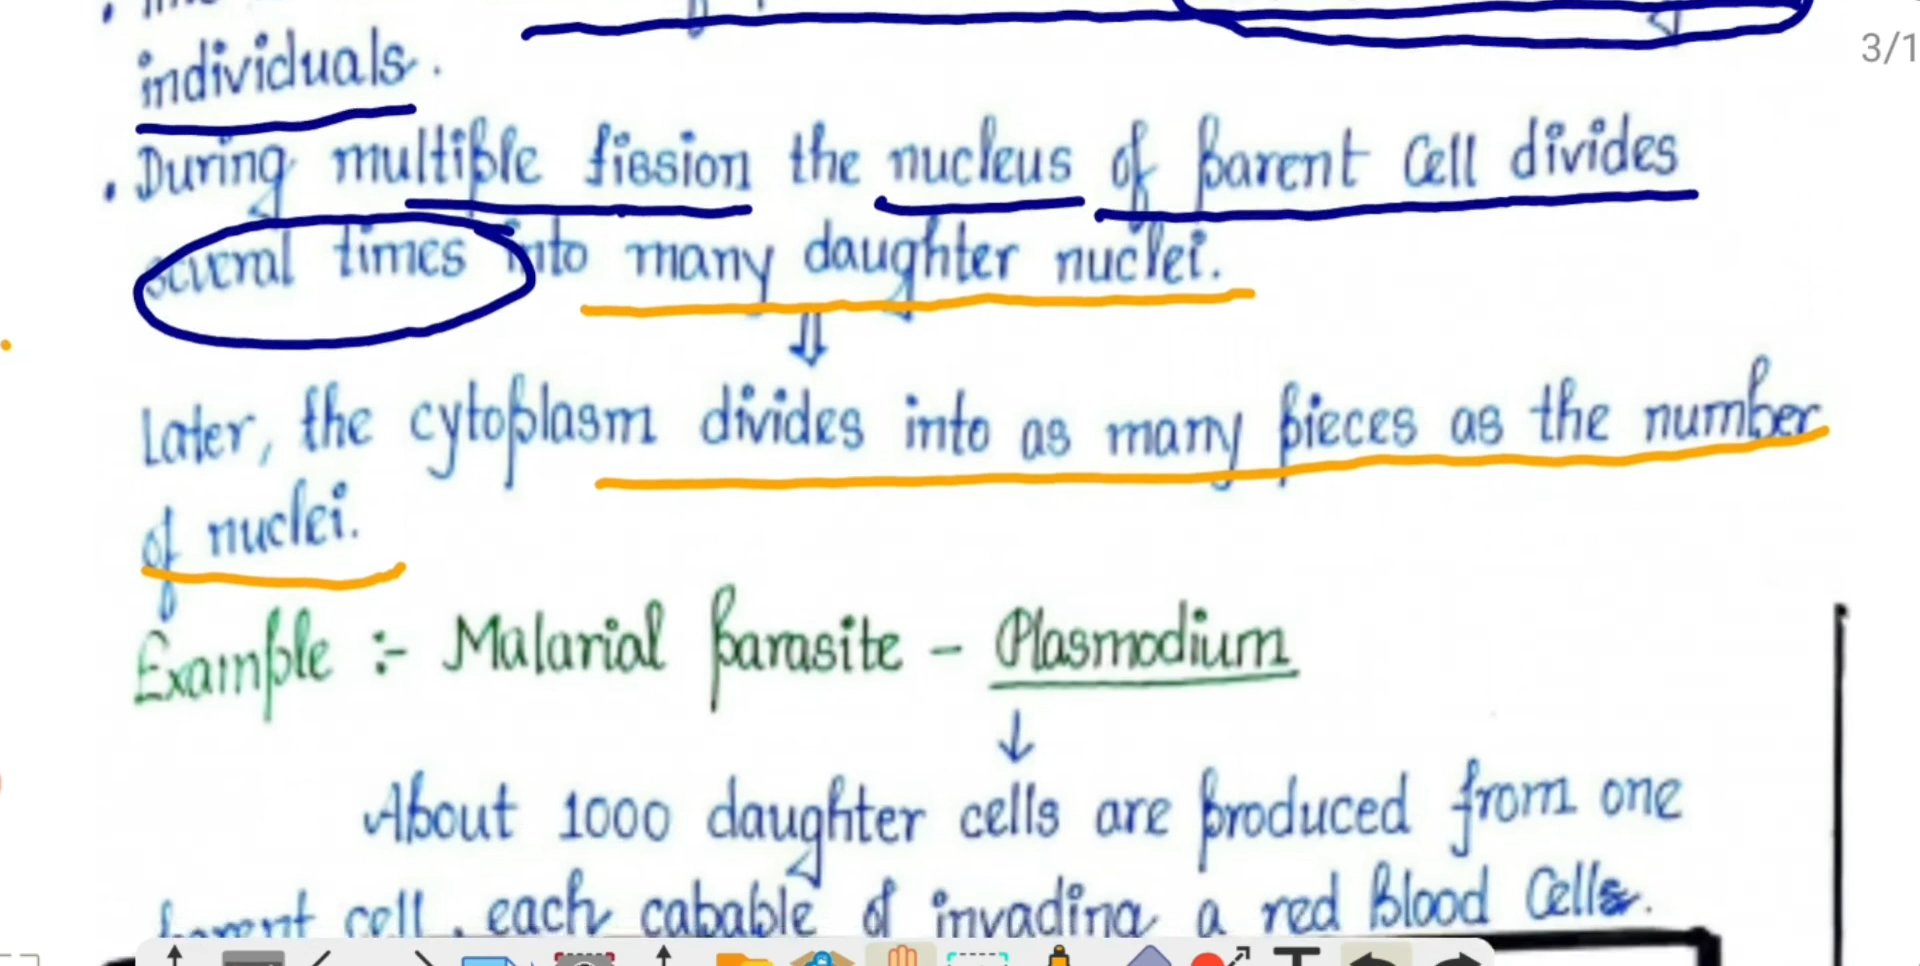 individuals.
3/1
• During multiple fission the nucleus of parent cell divides
several times into many daughter nuclei.
Later, the cytoplasm divides into as many pieces as the number
of nuclei.
Example :- Malarial parasite - Plasmodium
About 1000 daughter cells are produced from one
parent cell, each capable of invading a red Blood Cells.